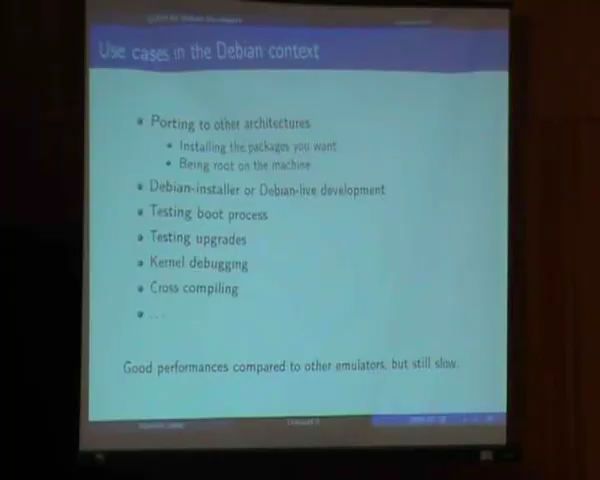 Use cases in the Debian context
Porting to other architectures
Installing the packages you want
Being root on the machine
Debian-installer or Debian-live development
Testing boot process
Testing upgrades
Kernel debugging
Cross compiling
...
Good performances compared to other emulators, but still slow.